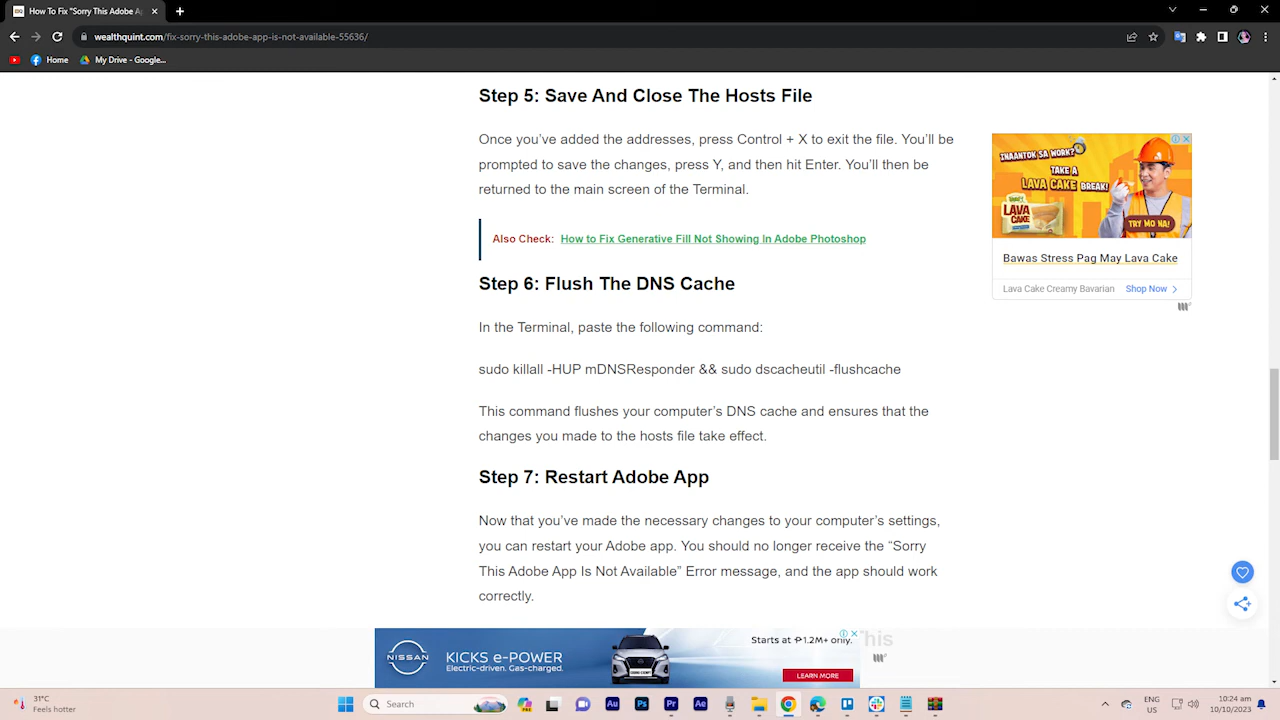 How To Fix "Sorry This Adobe A
wealthquint.com/fix-sorry-this-adobe-app-is-not-available-55636/
Home
My Drive - Google...
Step 5: Save And Close The Hosts File
Once you've added the addresses, press Control + X to exit the file. You'll be
prompted to save the changes, press Y, and then hit Enter. You'll then be
returned to the main screen of the Terminal.
Also Check: How to Fix Generative Fill Not Showing In Adobe Photoshop
Step 6: Flush The DNS Cache
In the Terminal, paste the following command:
sudo killall -HUP mDNSResponder && sudo dscacheutil -flushcache
This command flushes your computer's DNS cache and ensures that the
changes you made to the hosts file take effect.
Step 7: Restart Adobe App
Now that you've made the necessary changes to your computer's settings,
you can restart your Adobe app. You should no longer receive the “Sorry
This Adobe App Is Not Available” Error message, and the app should work
correctly.
INAANTOK SA WORK?
TAKE A
LAVA CAKE BREAK!
LAVA
CAKE
TRY MO NA!
Bawas Stress Pag May Lava Cake
Lava Cake Creamy Bavarian
Shop Now
his
NISSAN
KICKS e-POWER
Electric-driven. Gas-charged.
Starts at ₱1.2M+ only.
LEARN MORE
31°C
Feels hotter
Search
Au
Ps
Pr
Ae
ENG
US
10:24 am
10/10/2023